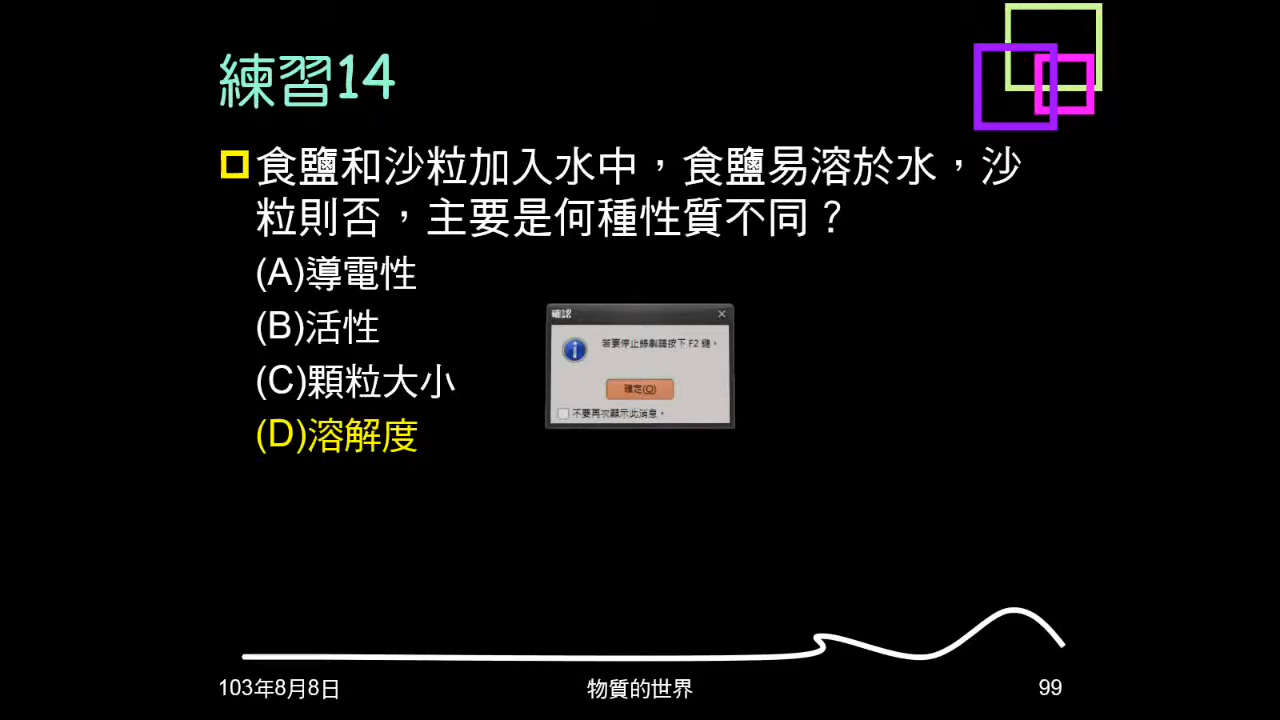 練習14
食鹽和沙粒加入水中，食鹽易溶於水，沙
粒則否，主要是何種性質不同？
(A)導電性
(B)活性
(C)顆粒大小
(D)溶解度
確認
若要停止錄製請按下 F2 鍵。
確定(O)
不要再次顯示此消息。
103年8月8日
物質的世界
99